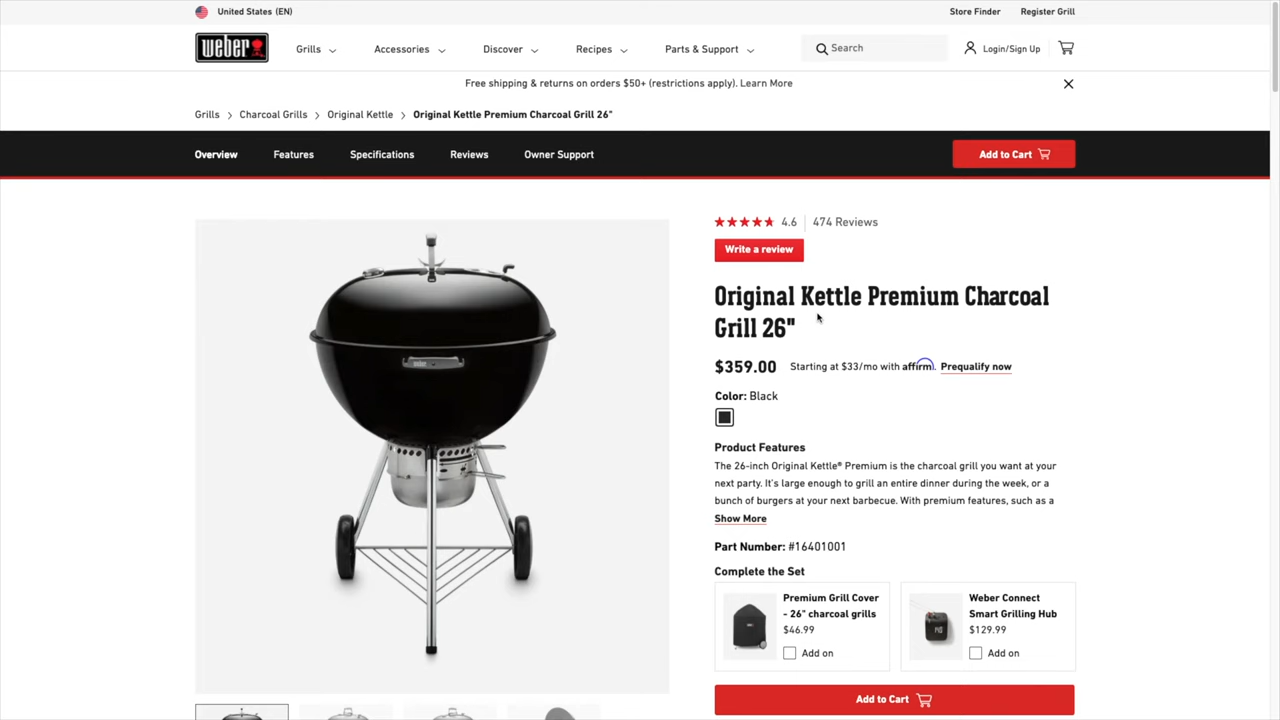 United States (EN)
Store Finder
Register Grill
weber
Grills
Accessories
Discover
Recipes
Parts & Support
Search
Login/Sign Up
Free shipping & returns on orders $50+ (restrictions apply). Learn More
Grills
Charcoal Grills
Original Kettle
Original Kettle Premium Charcoal Grill 26"
Overview
Features
Specifications
Reviews
Owner Support
Add to Cart
4.6
474 Reviews
Write a review
Original Kettle Premium Charcoal
Grill 26"
$359.00
Starting at $33/mo with affirm. Prequalify now
Color: Black
Product Features
The 26-inch Original Kettle® Premium is the charcoal grill you want at your
next party. It's large enough to grill an entire dinner during the week, or a
bunch of burgers at your next barbecue. With premium features, such as a
Show More
Part Number: #16401001
Complete the Set
Premium Grill Cover
- 26" charcoal grills
$46.99
Add on
Weber Connect
Smart Grilling Hub
$129.99
Add on
Add to Cart